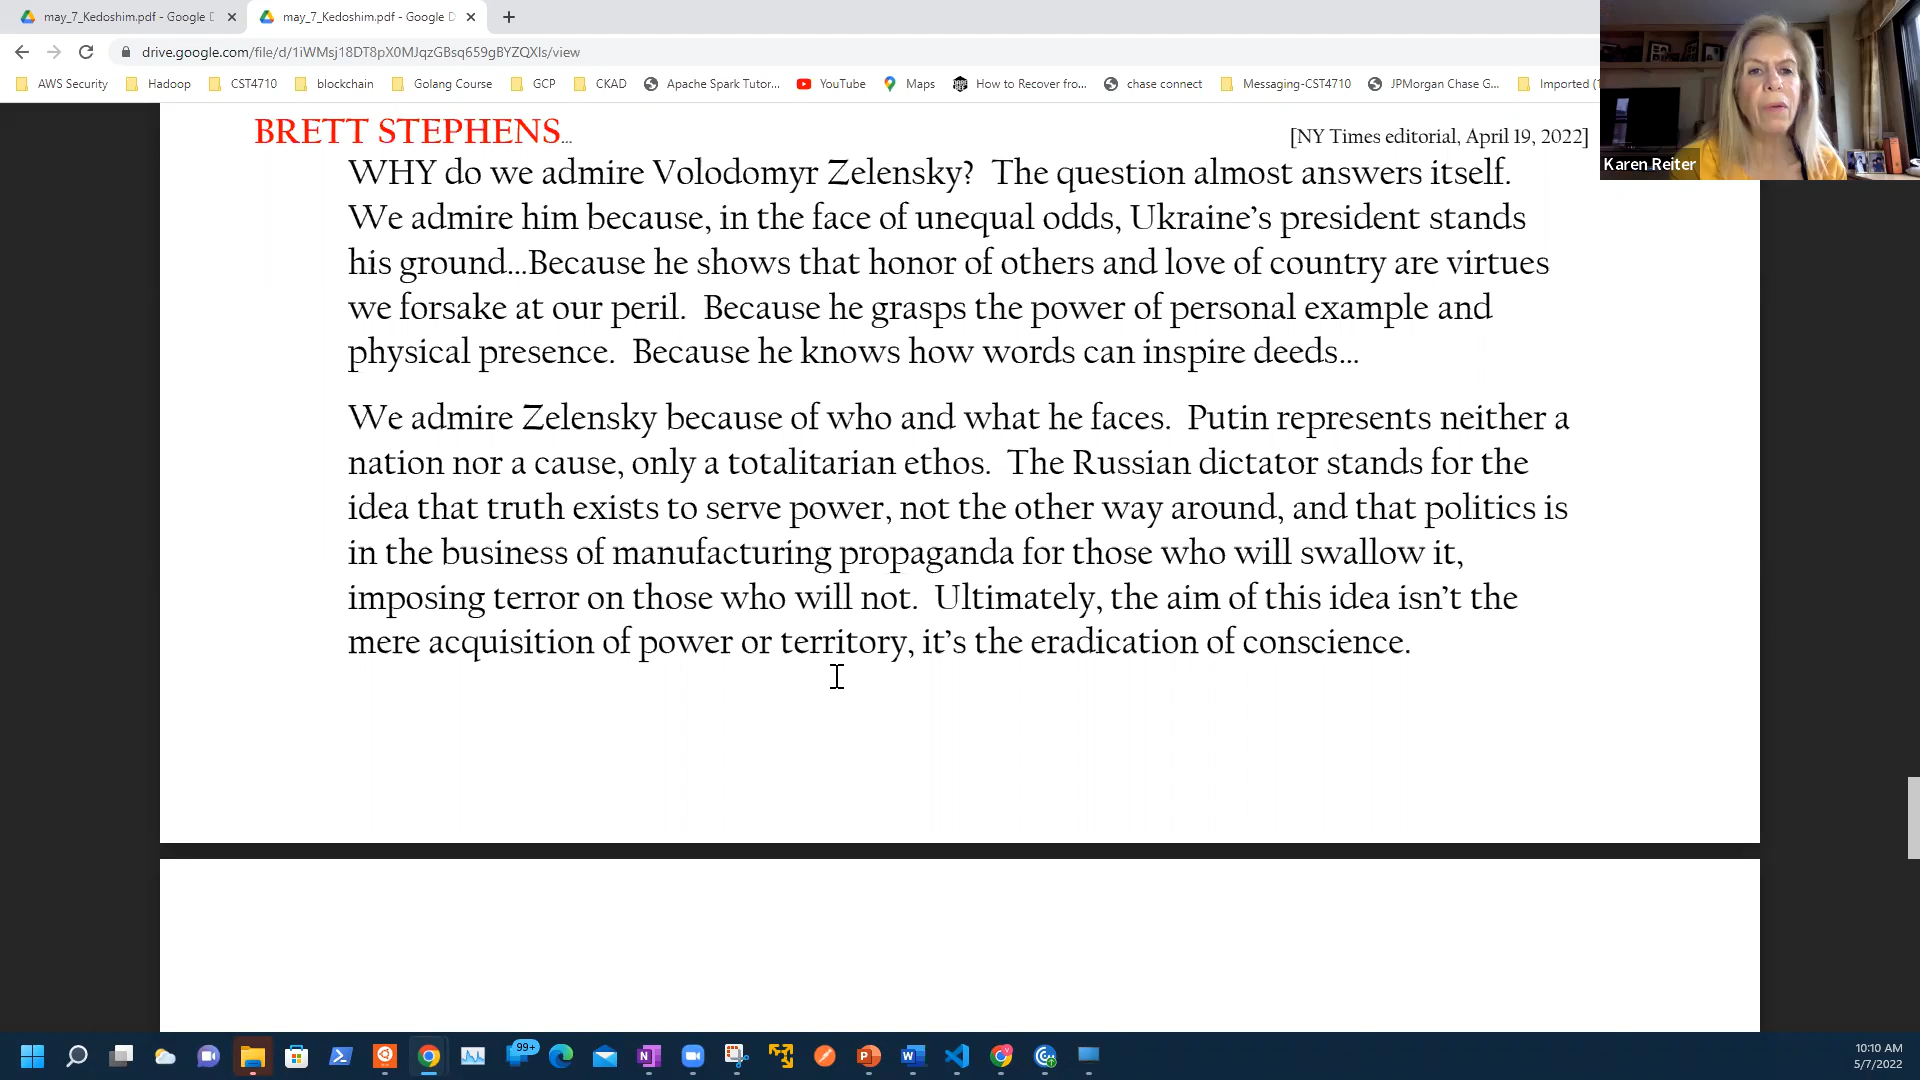 may_7_Kedoshim.pdf - Google D
may_7_Kedoshim.pdf - Google D
drive.google.com/file/d/1iWMsj18DT8pX0MJqzGBsq659gBYZQXls/view
AWS Security Hadoop CST4710 blockchain Golang Course GCP CKAD Apache Spark Tutor... YouTube Maps How to Recover fro... chase connect Messaging-CST4710 JPMorgan Chase G... Imported (
BRETT STEPHENS... [NY Times editorial, April 19, 2022]
Karen Reiter
WHY do we admire Volodomyr Zelensky? The question almost answers itself.
We admire him because, in the face of unequal odds, Ukraine's president stands
his ground...Because he shows that honor of others and love of country are virtues
we forsake at our peril. Because he grasps the power of personal example and
physical presence. Because he knows how words can inspire deeds...
We admire Zelensky because of who and what he faces. Putin represents neither a
nation nor a cause, only a totalitarian ethos. The Russian dictator stands for the
idea that truth exists to serve power, not the other way around, and that politics is
in the business of manufacturing propaganda for those who will swallow it,
imposing terror on those who will not. Ultimately, the aim of this idea isn't the
mere acquisition of power or territory, it's the eradication of conscience.
99+
10:10 AM
5/7/2022